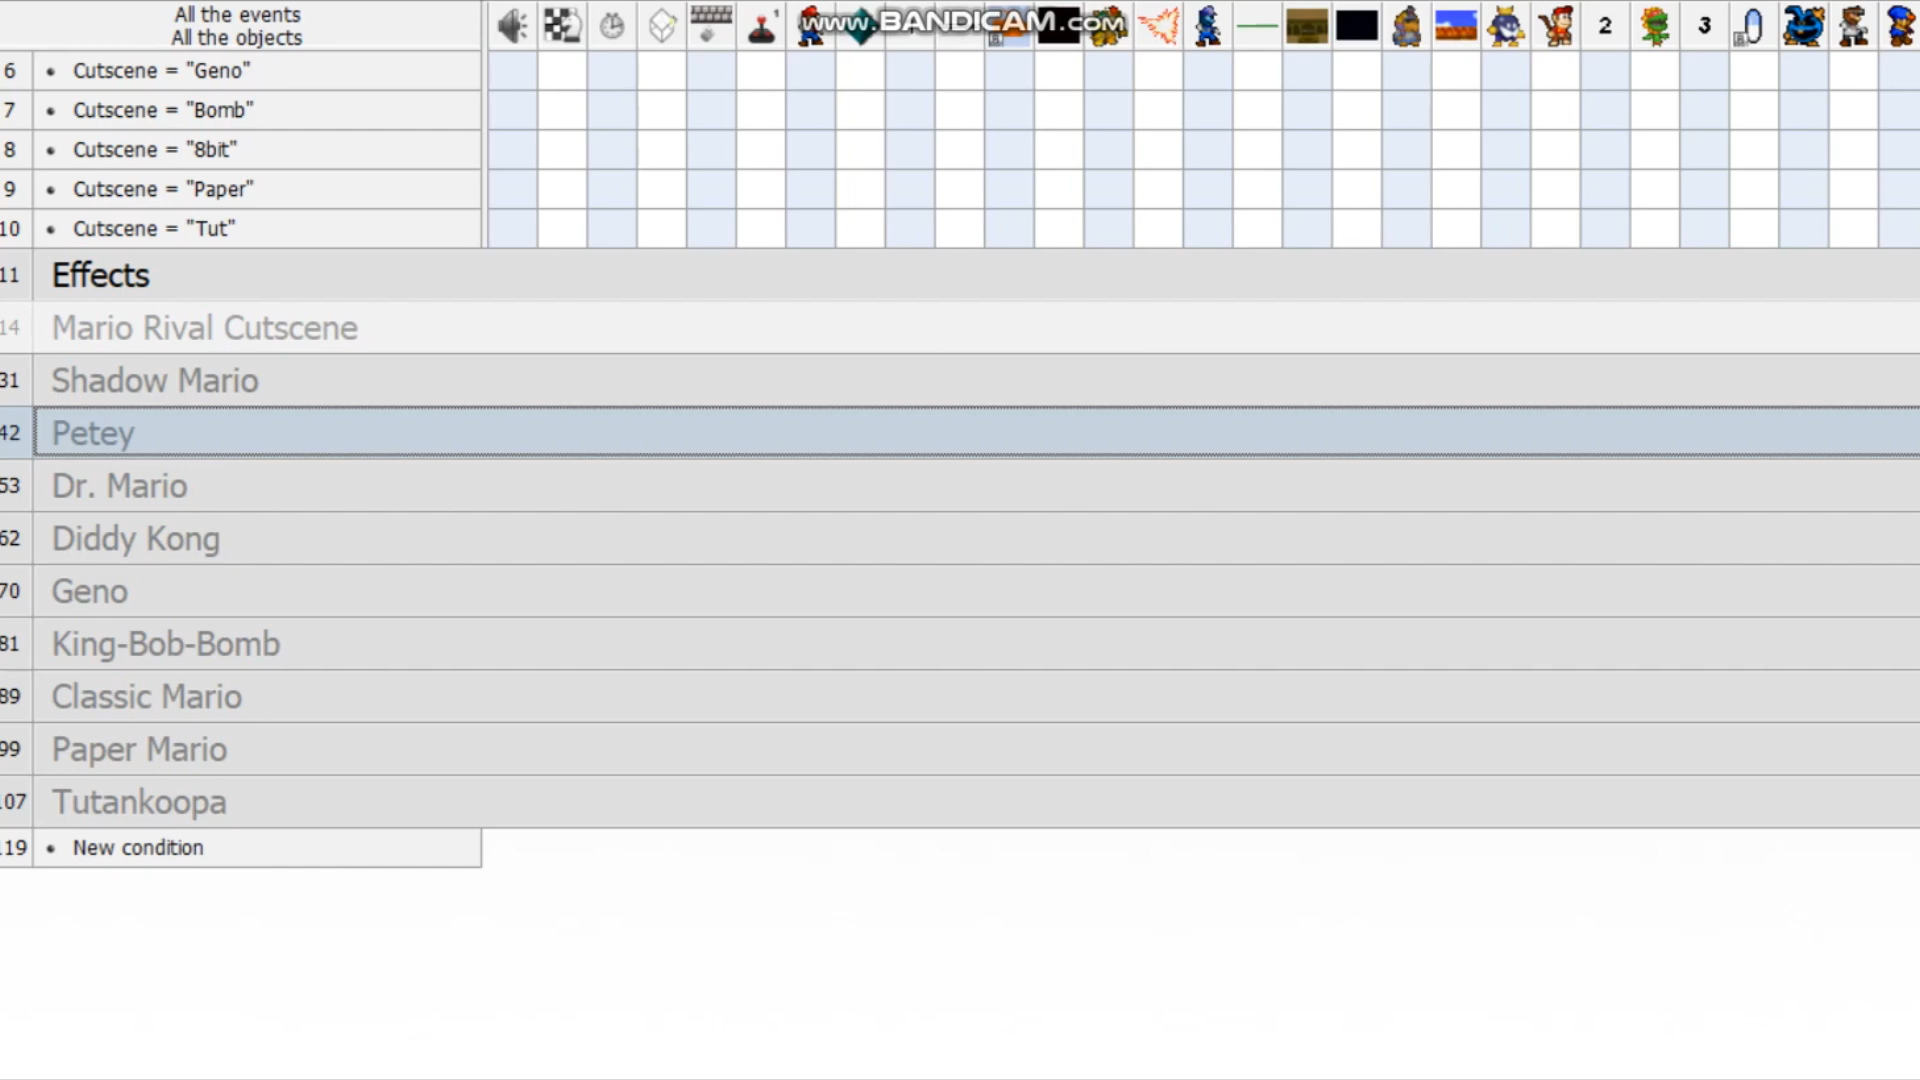 All the events
All the objects
www.BANDICAM.com
1
2
3
6 • Cutscene = "Geno"
7 • Cutscene = "Bomb"
8 • Cutscene = "8bit"
9 • Cutscene = "Paper"
10 • Cutscene = "Tut"
11 Effects
14 Mario Rival Cutscene
31 Shadow Mario
42 Petey
53 Dr. Mario
62 Diddy Kong
70 Geno
81 King-Bob-Bomb
89 Classic Mario
99 Paper Mario
107 Tutankoopa
119 • New condition